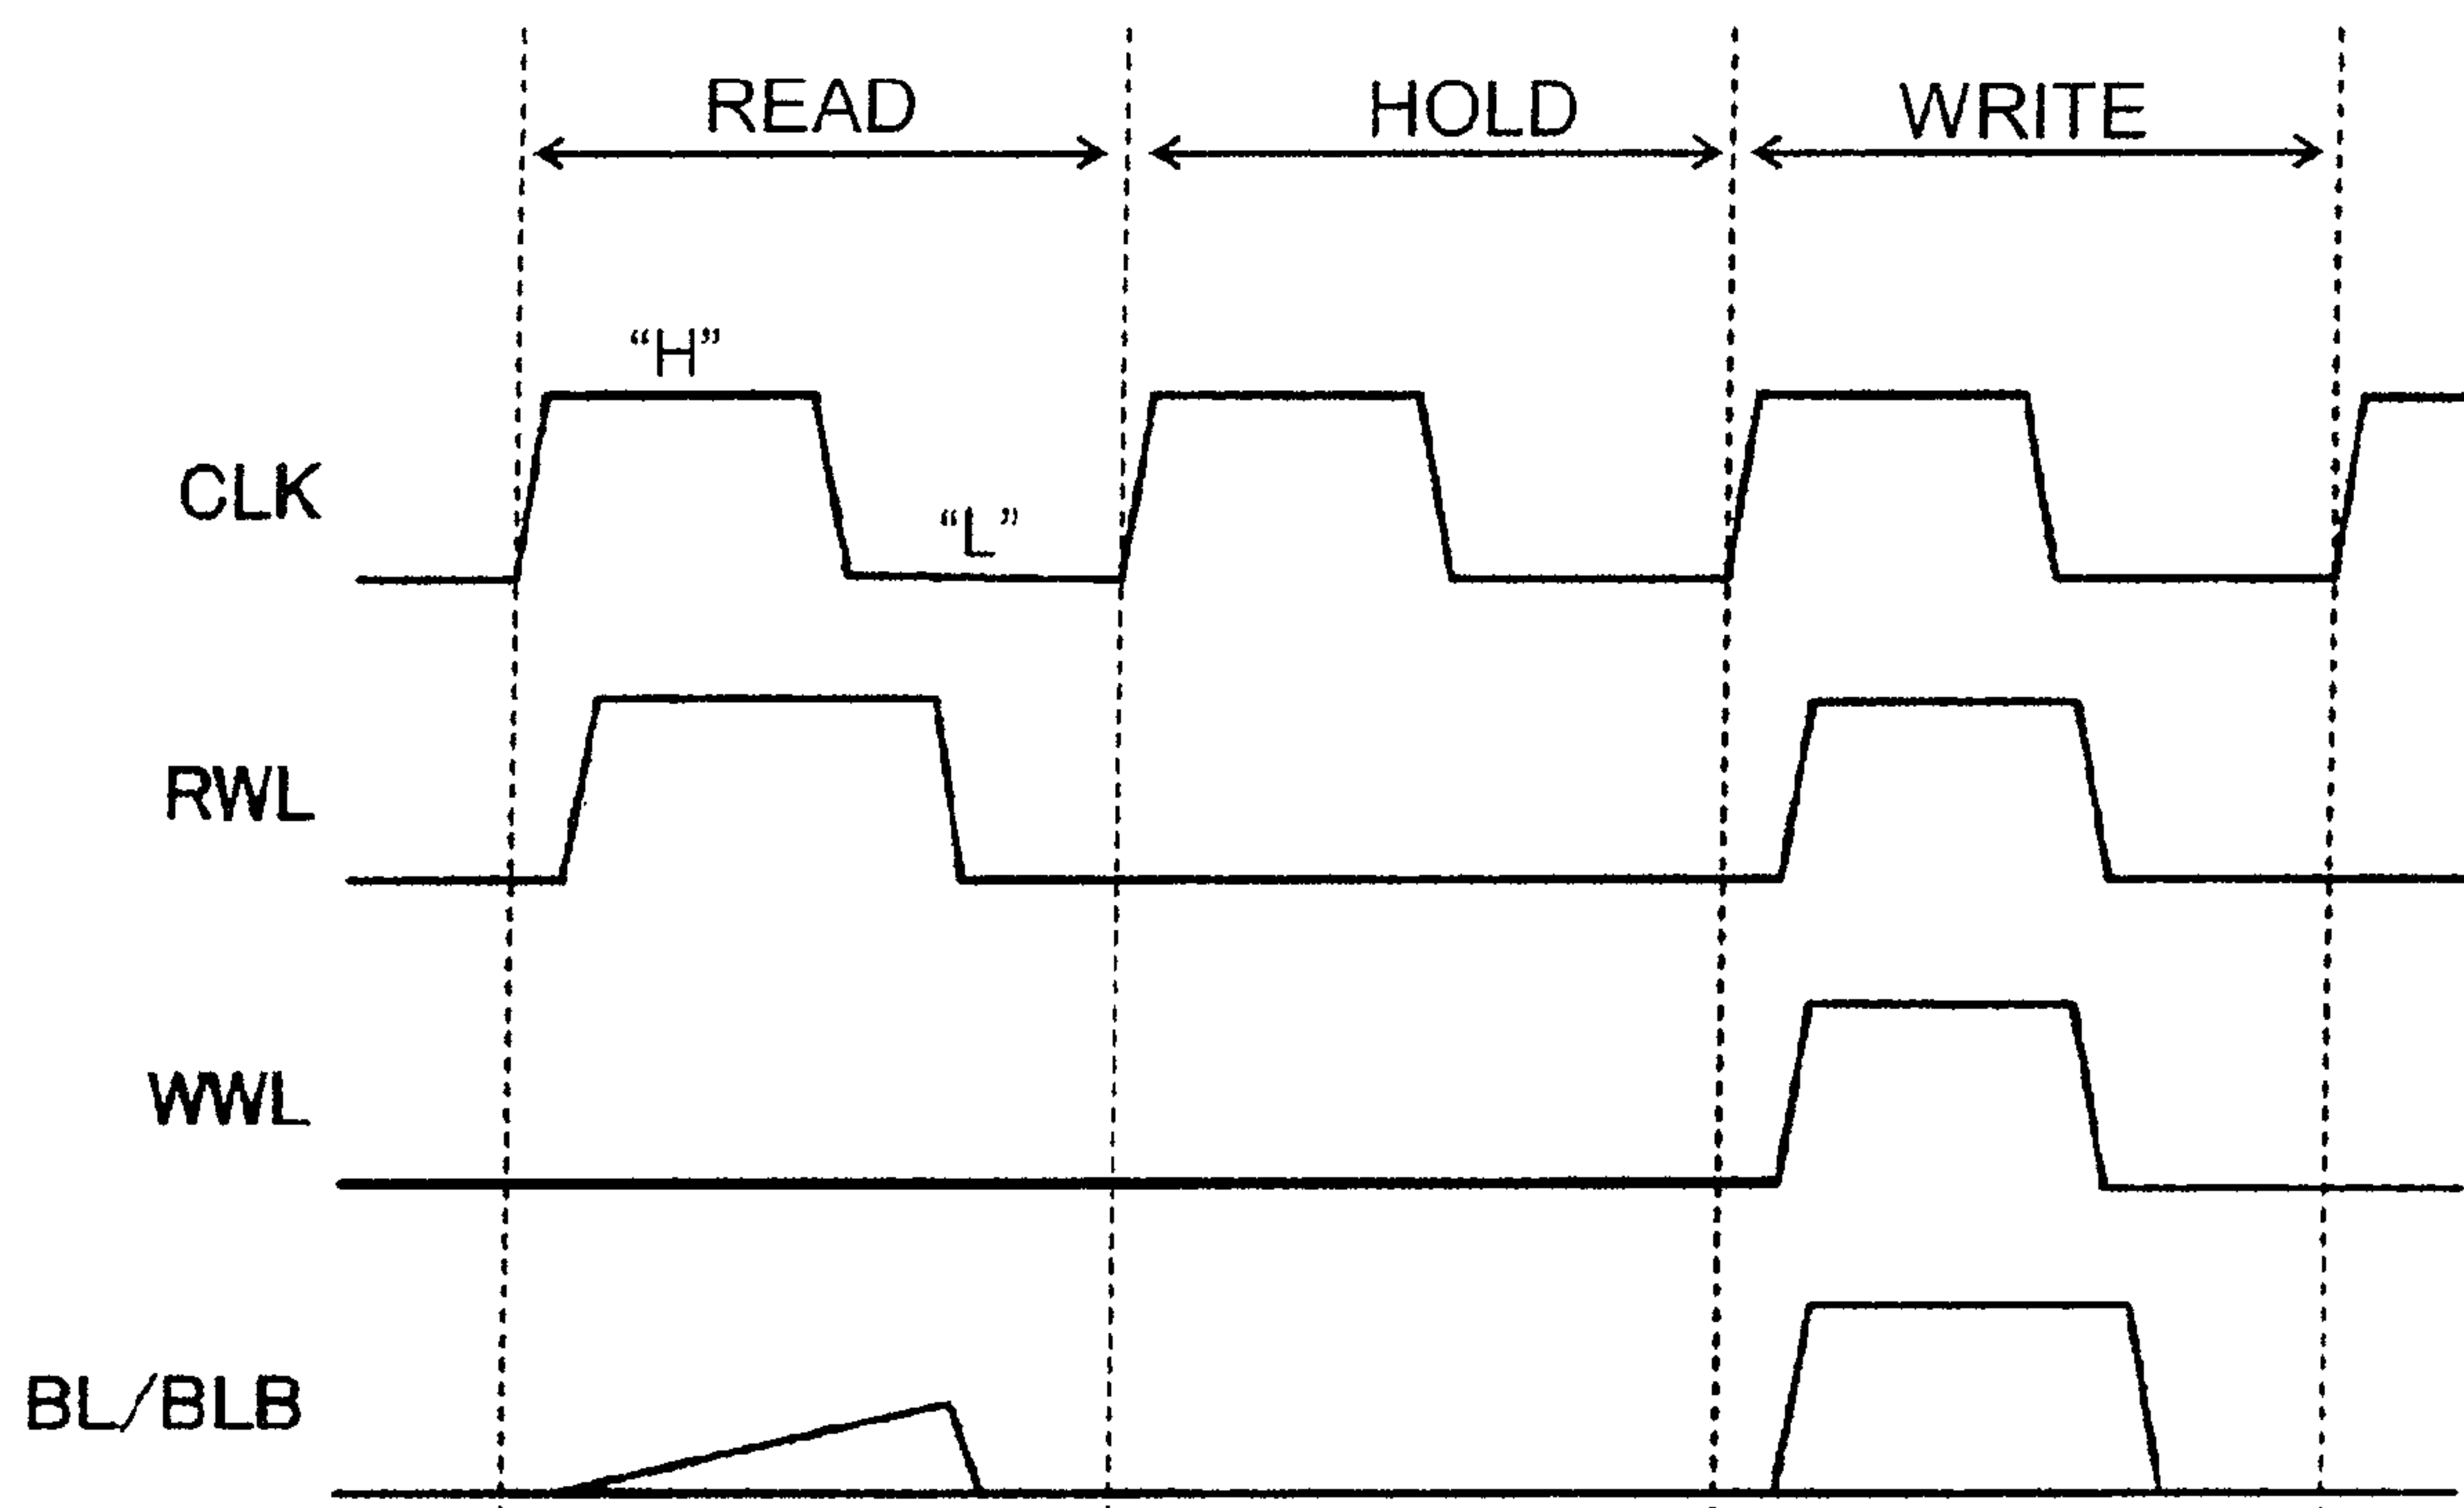 READ HOLD WRITE
“H”
CLK “L”
RWL
WWL
BL/BLB